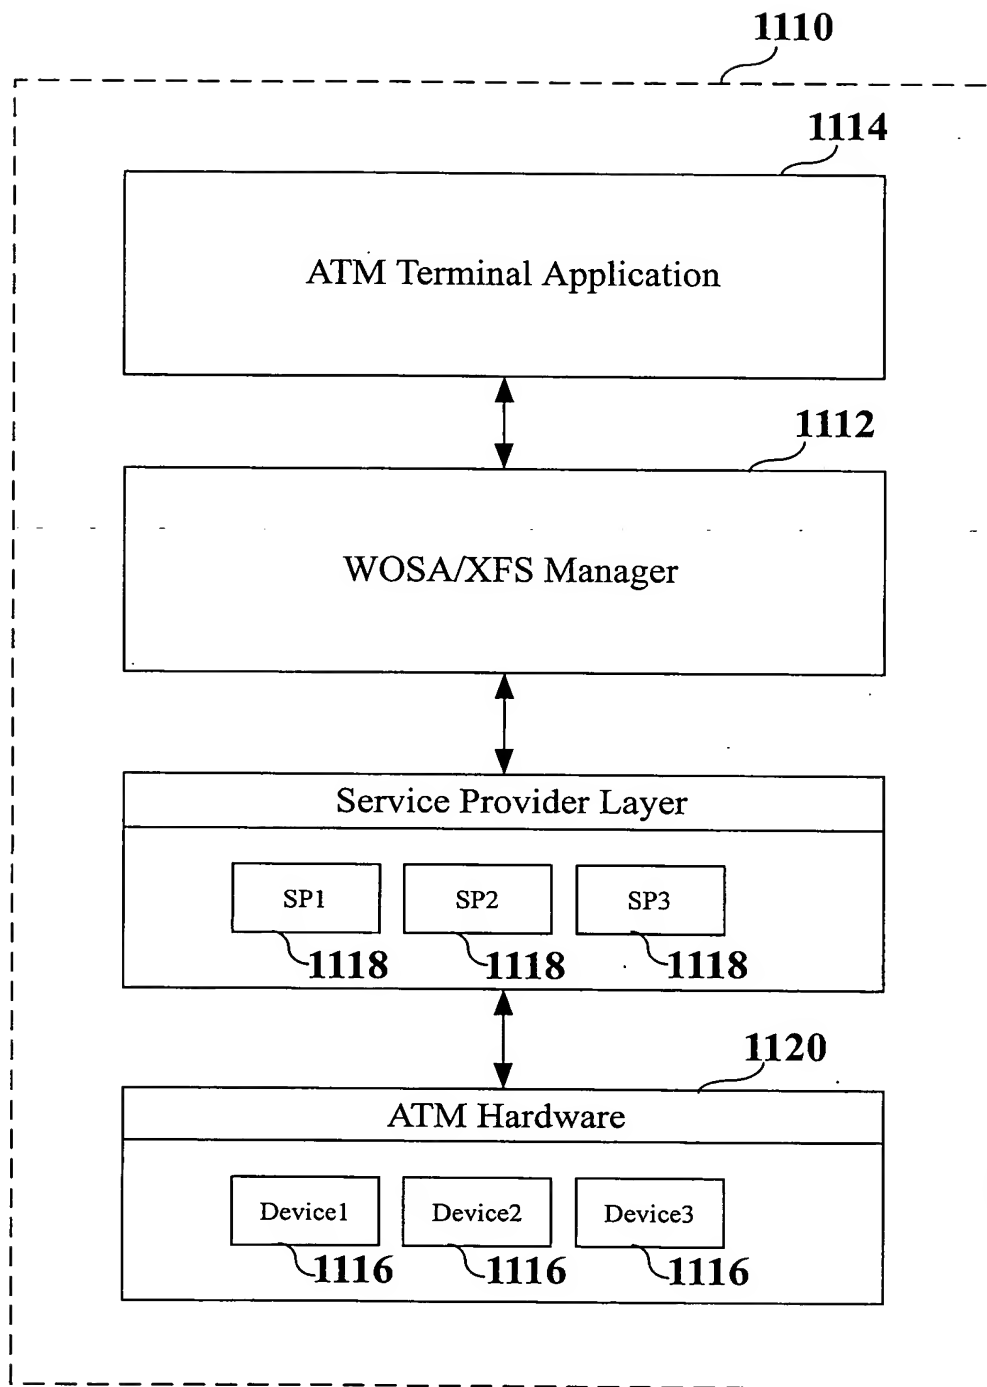 1110
1114
ATM Terminal Application
1112
WOSA/XFS Manager
Service Provider Layer
SP1 SP2 SP3
1118 1118 1118
1120
ATM Hardware
Device1 Device2 Device3
1116 1116 1116